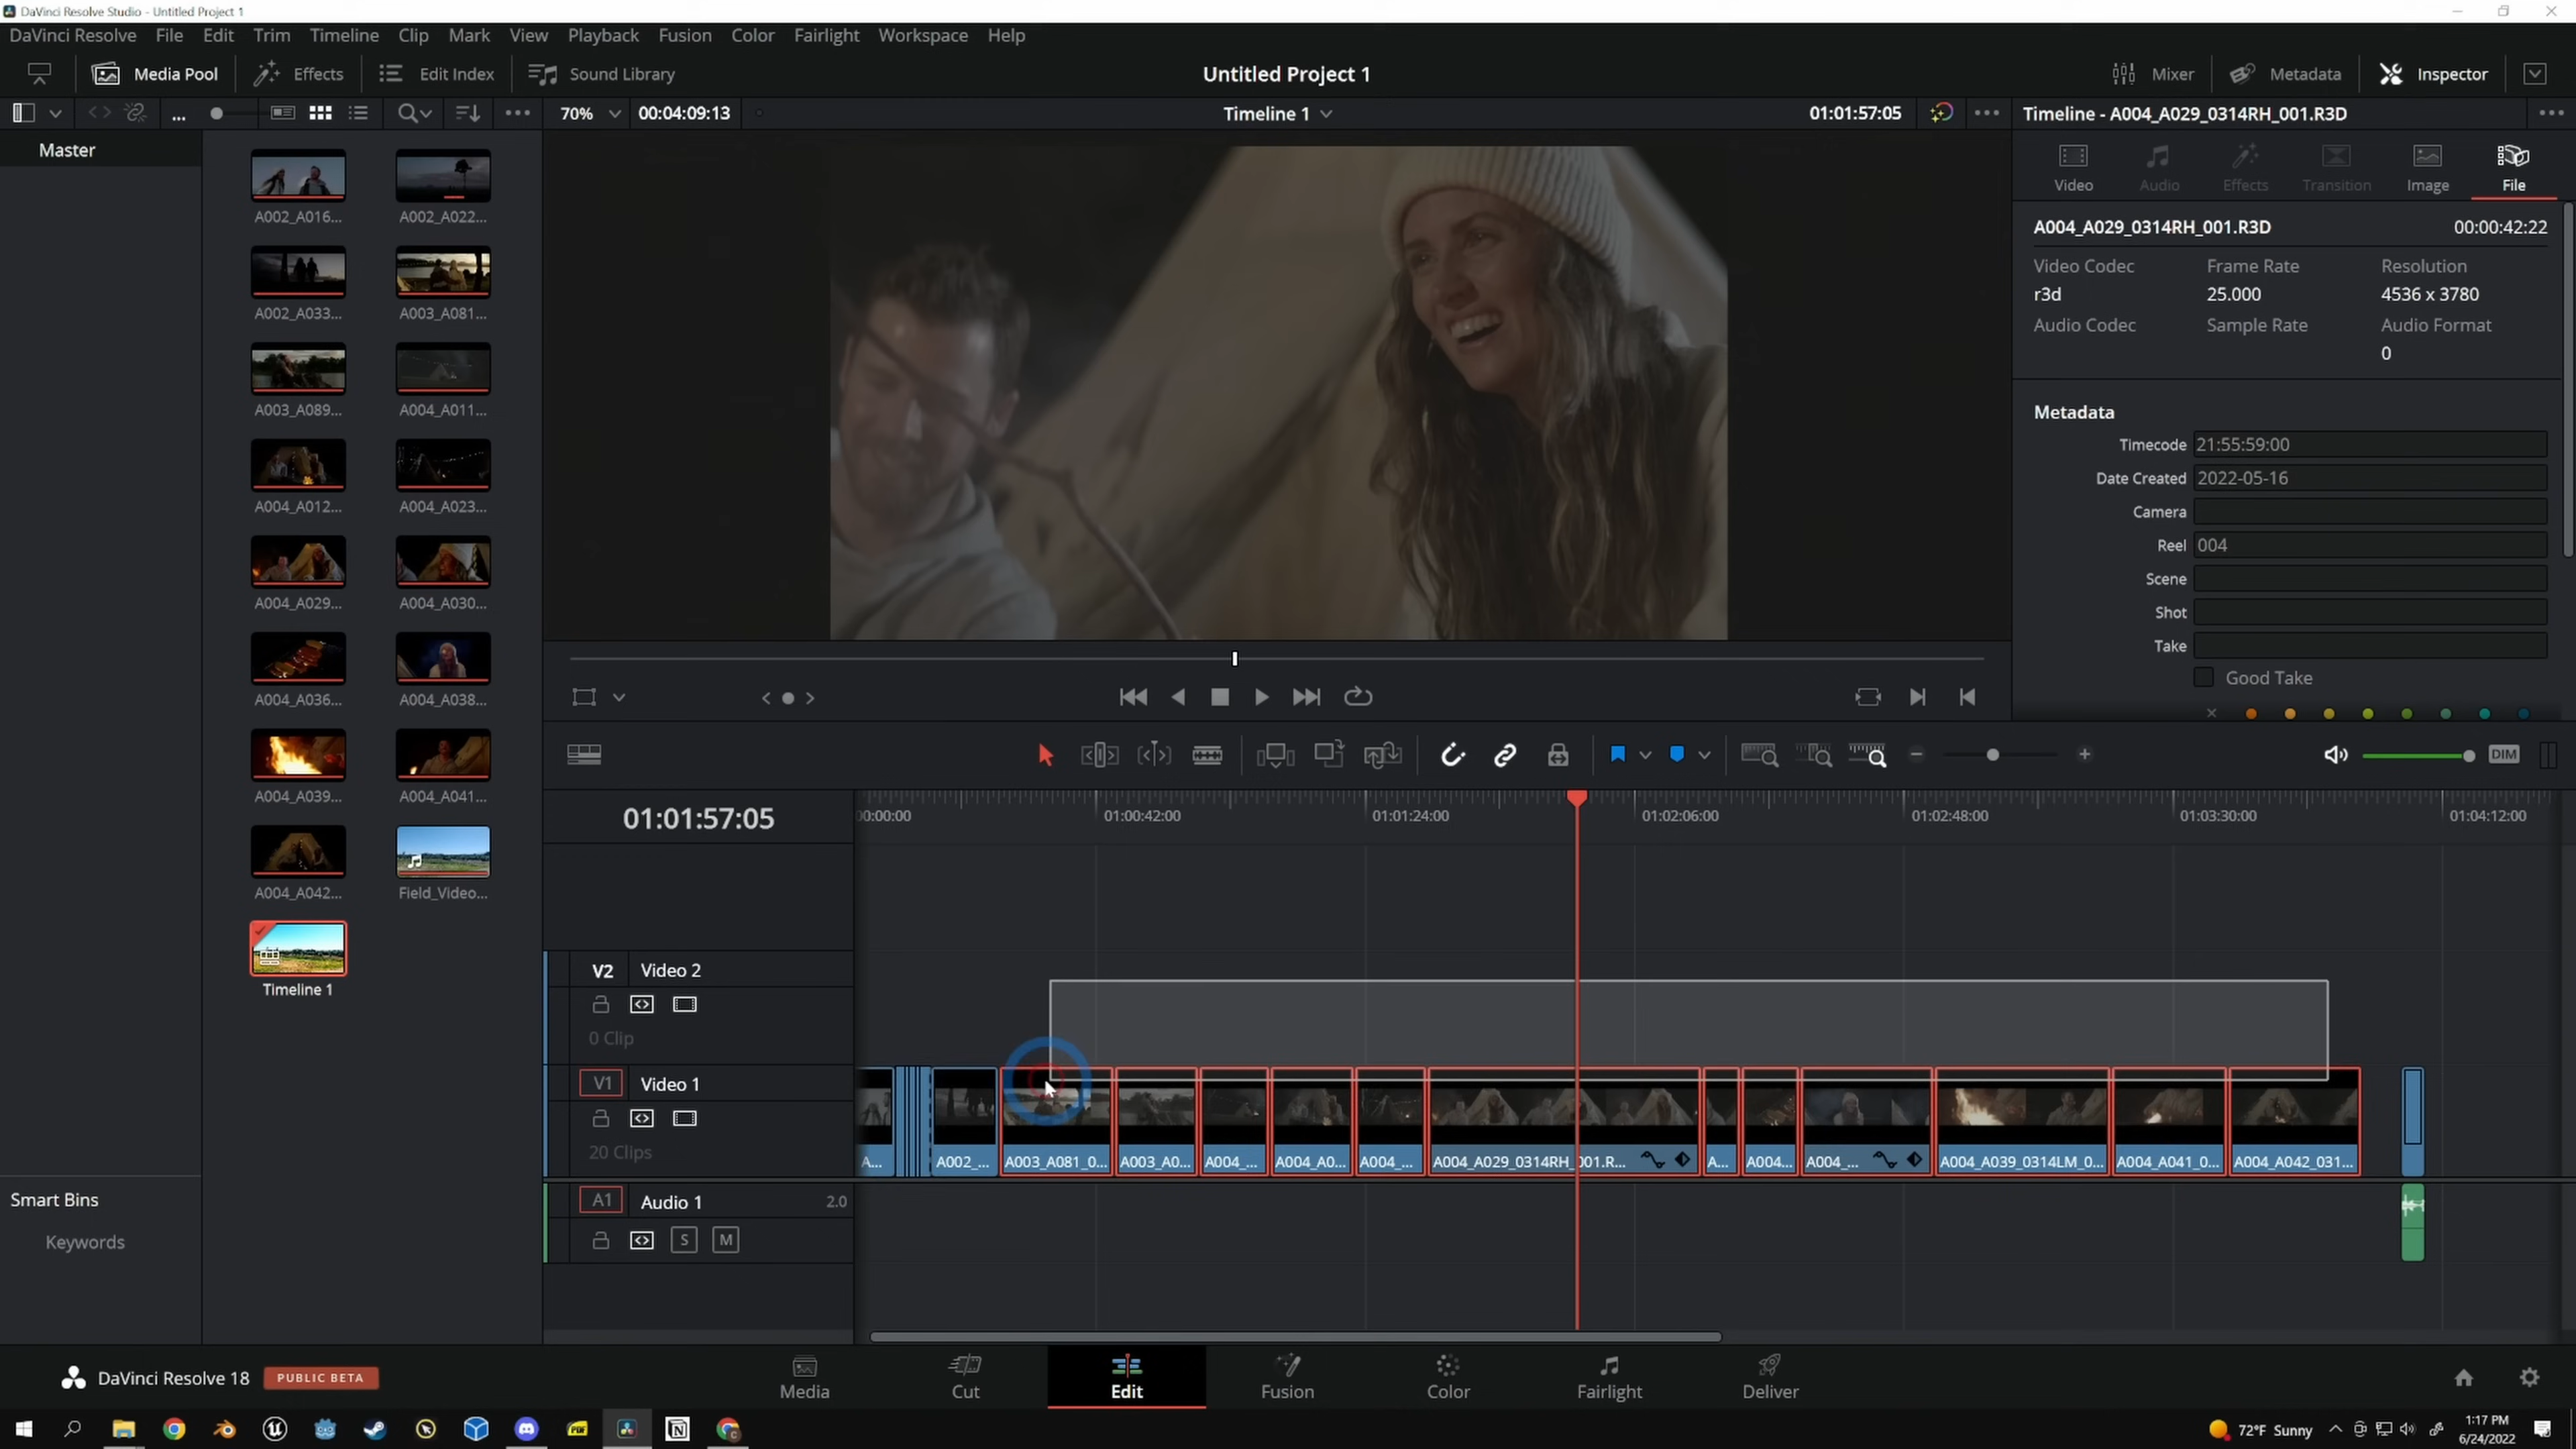 DaVinci Resolve Studio - Untitled Project 1
DaVinci Resolve File Edit Trim Timeline Clip Mark View Playback Fusion Color Fairlight Workspace Help
Media Pool Effects Edit Index Sound Library Untitled Project 1 Mixer Metadata Inspector
70% 00:04:09:13 Timeline 1 01:01:57:05 Timeline - A004_A029_0314RH_001.R3D
Master
Video Audio Effects Transition Image File
A002_A016... A002_A022...
A004_A029_0314RH_001.R3D 00:00:42:22
Video Codec Frame Rate Resolution
r3d 25.000 4536 x 3780
A002_A033... A003_A081...
Audio Codec Sample Rate Audio Format
0
A003_A089... A004_A011...
Metadata
Timecode 21:55:59:00
Date Created 2022-05-16
A004_A012... A004_A023...
Camera
Reel 004
Scene
A004_A029... A004_A030...
Shot
Take
Good Take
A004_A036... A004_A038...
A004_A039... A004_A041...
DIM
01:01:57:05
00:00:00 01:00:42:00 01:01:24:00 01:02:06:00 01:02:48:00 01:03:30:00 01:04:12:00
A004_A042... Field_Video...
Timeline 1
V2 Video 2
0 Clip
V1 Video 1
20 Clips
A... A002_... A003_A081_0... A003_A0... A004_... A004_A0... A004_... A004_A029_0314RH_001.R... A... A004... A004_... A004_A039_0314LM_0... A004_A041_0... A004_A042_031...
Smart Bins
Keywords
A1 Audio 1 2.0
S M
DaVinci Resolve 18 PUBLIC BETA
Media Cut Edit Fusion Color Fairlight Deliver
72°F Sunny
1:17 PM
6/24/2022